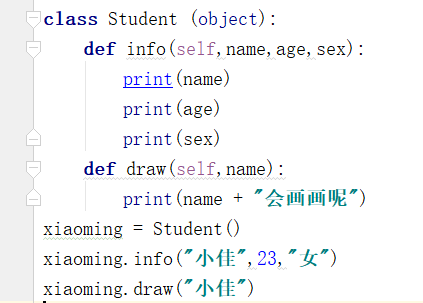 class Student (object):
    def info(self,name,age,sex):
        print(name)
        print(age)
        print(sex)
    def draw(self,name):
        print(name + "会画画呢")
xiaoming = Student()
xiaoming.info("小佳",23,"女")
xiaoming.draw("小佳")